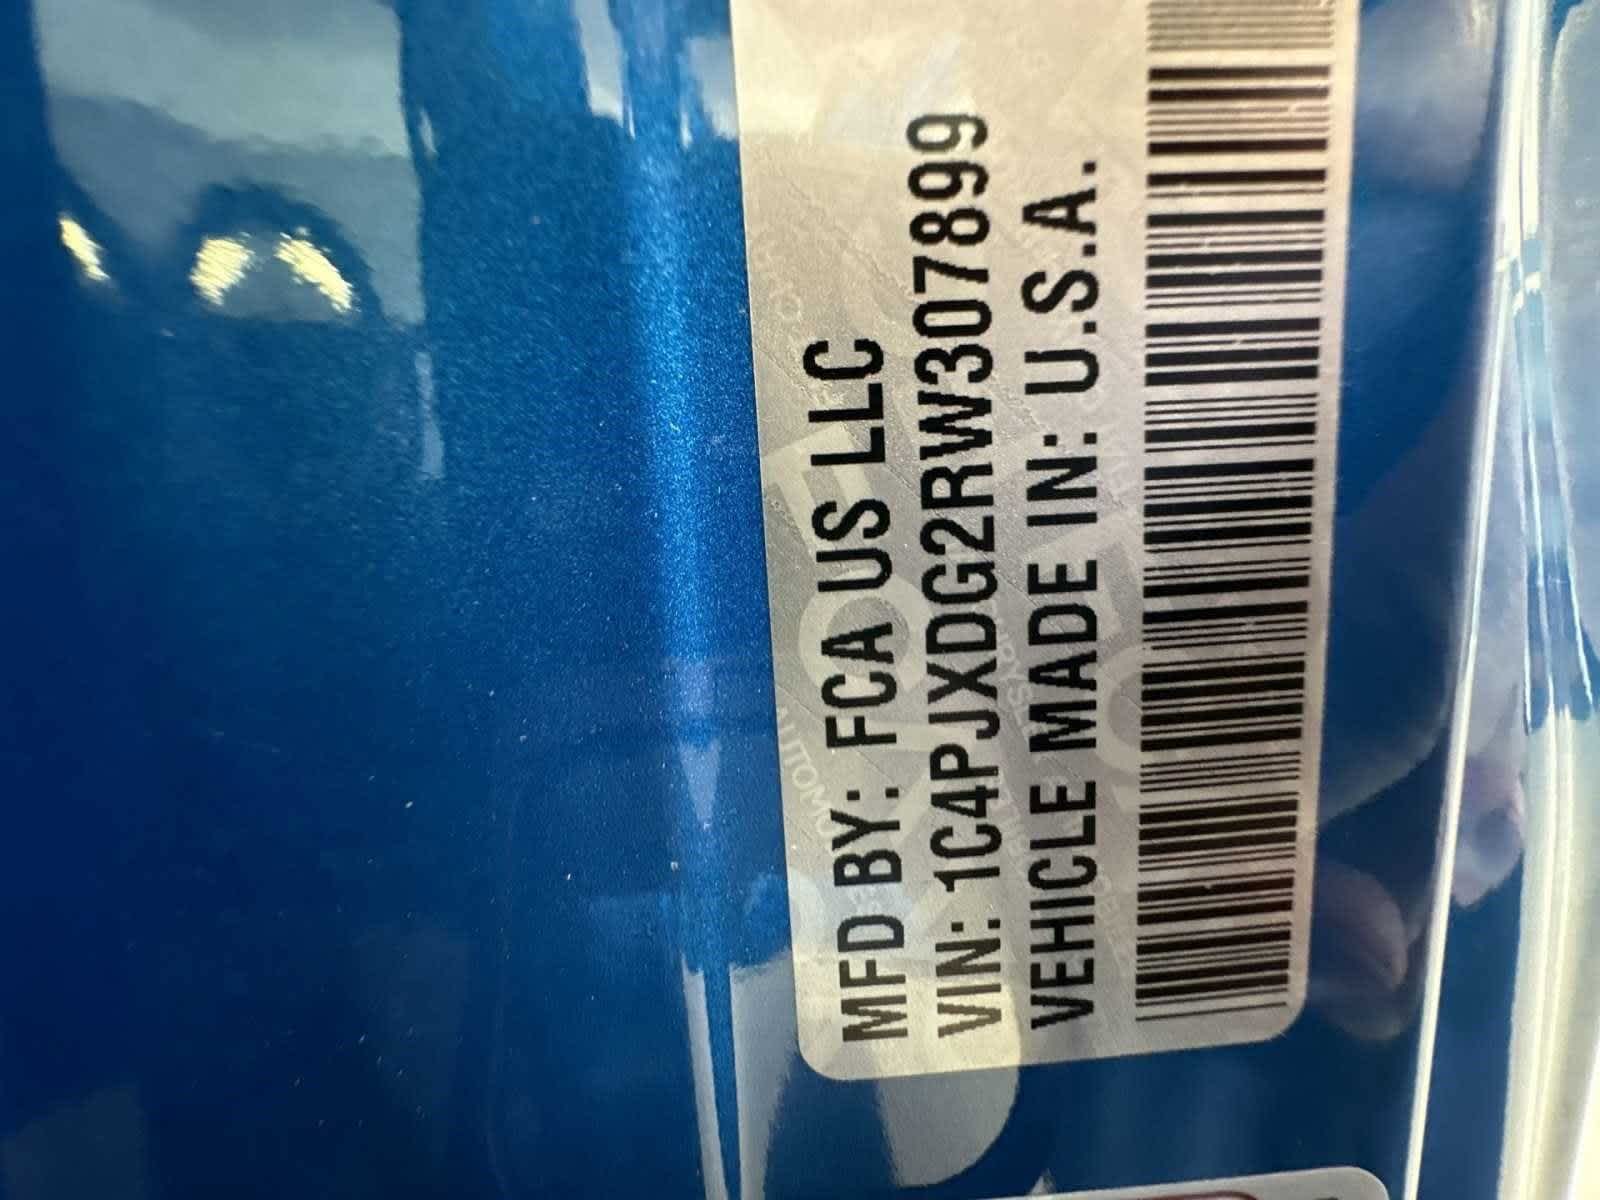 MFD BY: FCA US LLC
VIN: 1C4PJXDG2RW307899
VEHICLE MADE IN: U.S.A.